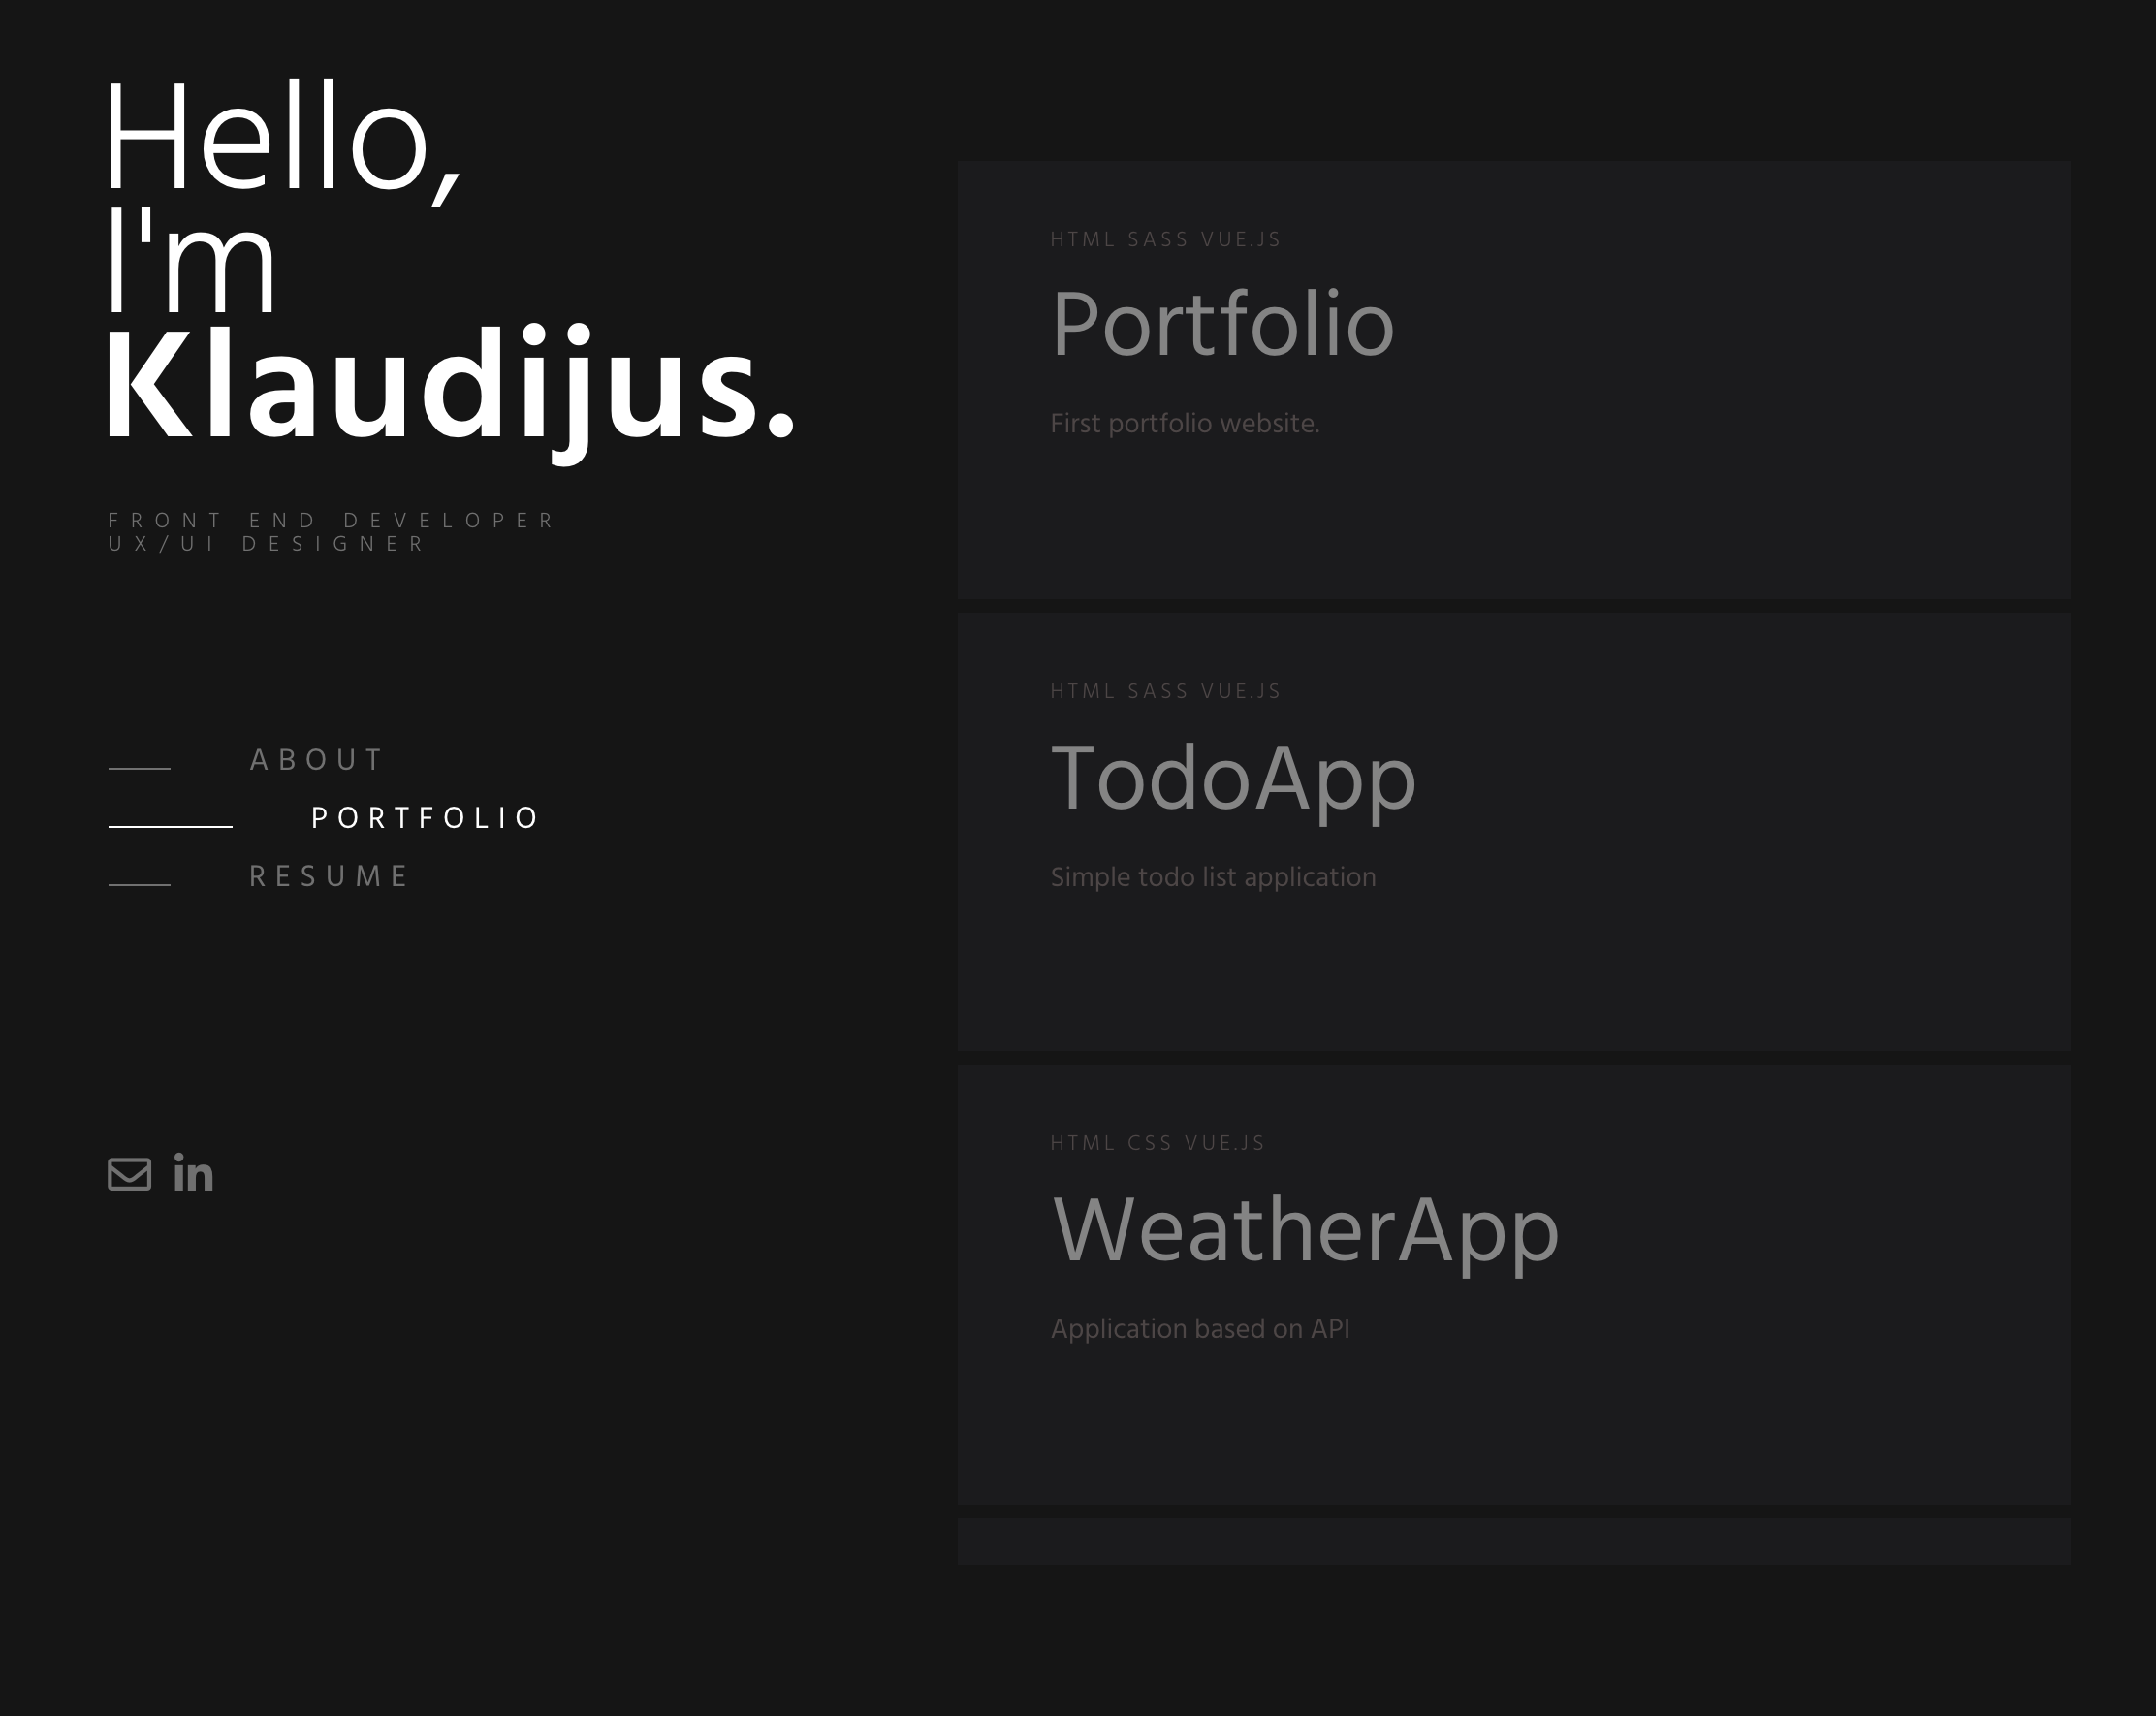 Hello,
I'm
Klaudijus.
FRONT END DEVELOPER
UX/UI DESIGNER
ABOUT
PORTFOLIO
RESUME
in
HTML SASS VUE.JS
Portfolio
First portfolio website.
HTML SASS VUE.JS
TodoApp
Simple todo list application
HTML CSS VUE.JS
WeatherApp
Application based on API